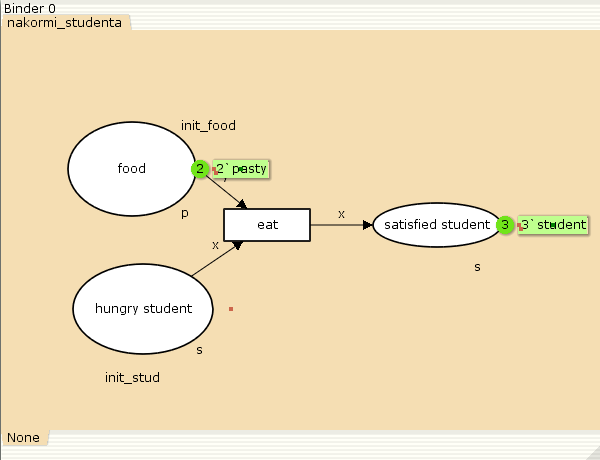 Binder 0
nakormi_studenta
init_food
food
2
2`pasty
p
eat
x
x
satisfied student
3
3`student
s
hungry student
s
init_stud
None